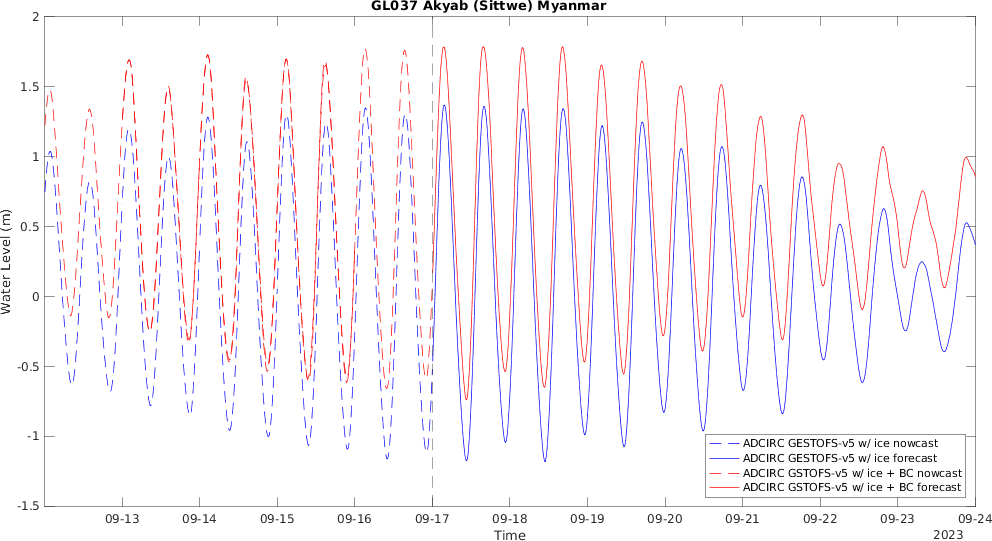 GL037 Akyab (Sittwe) Myanmar
2
1.5
1
0.5
0
-0.5
-1
-1.5
Water Level (m)
ADCIRC GESTOFS-v5 w/ ice nowcast
ADCIRC GESTOFS-v5 w/ ice forecast
ADCIRC GSTOFS-v5 w/ ice + BC nowcast
ADCIRC GSTOFS-v5 w/ ice + BC forecast
09-13 09-14 09-15 09-16 09-17 09-18 09-19 09-20 09-21 09-22 09-23 09-24
Time
2023